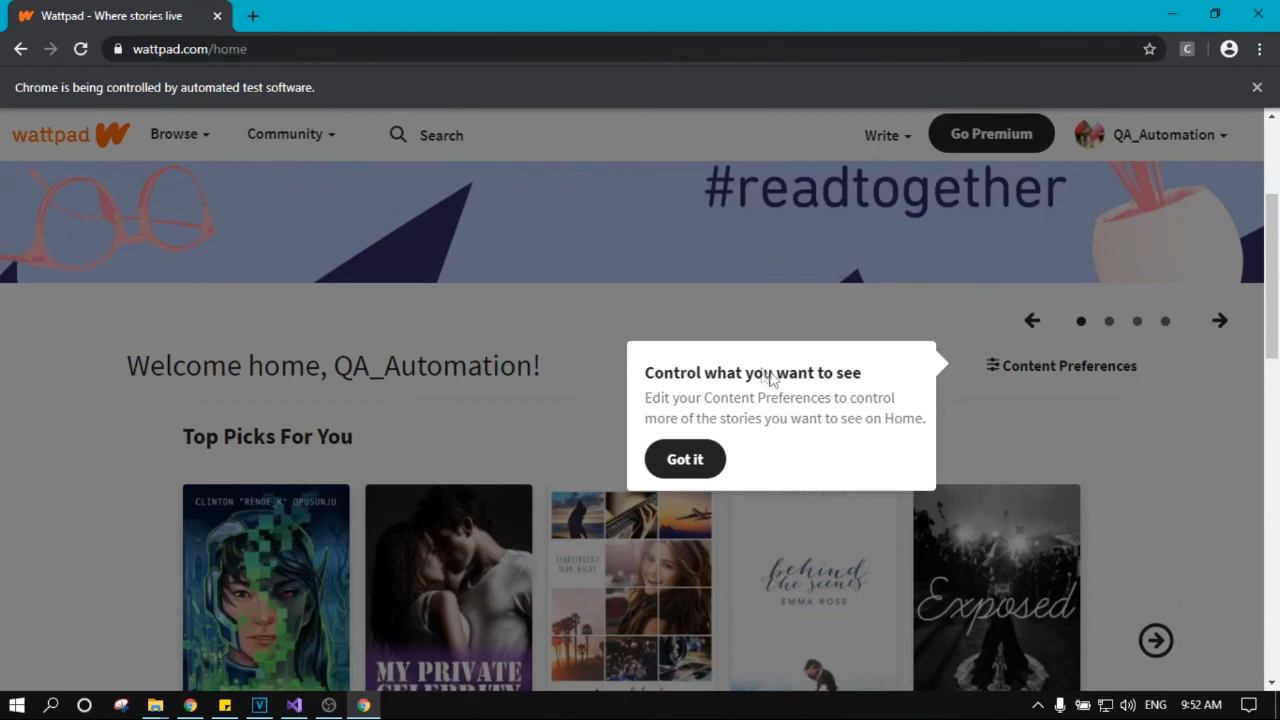 Wattpad - Where stories live
wattpad.com/home
C
Chrome is being controlled by automated test software.
wattpad
Browse
Community
Search
Write
Go Premium
QA_Automation
#readtogether
Welcome home, QA_Automation!
Control what you want to see
Edit your Content Preferences to control
more of the stories you want to see on Home.
Got it
Content Preferences
Top Picks For You
CLINTON "RENOE K" OPUSUNJU
MY PRIVATE
CELEBRITY
behind
the scenes
EMMA ROSE
Exposed
V
ENG
9:52 AM